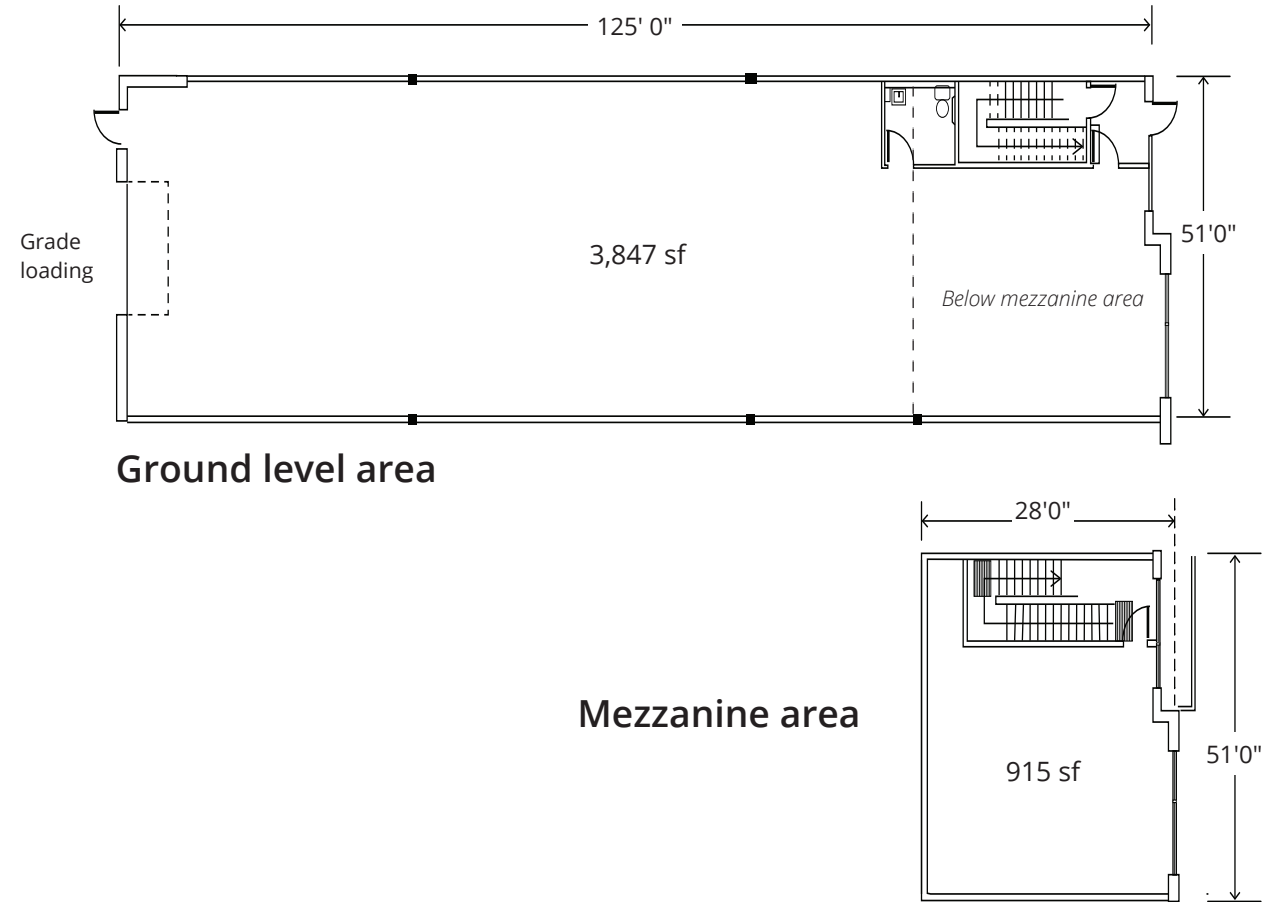 125' 0"
Grade
loading
3,847 sf
Below mezzanine area
51'0"
Ground level area
28'0"
Mezzanine area
915 sf
51'0"